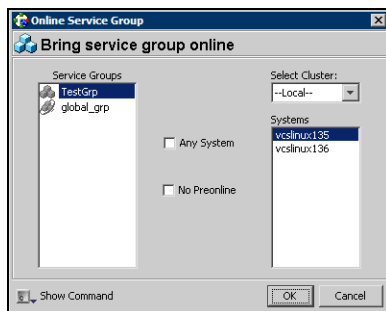 Online Service Group
Bring service group online
Service Groups
TestGrp
global_grp
Any System
No Preonline
Select Cluster:
--Local--
Systems
vcslinux135
vcslinux136
Show Command
OK
Cancel